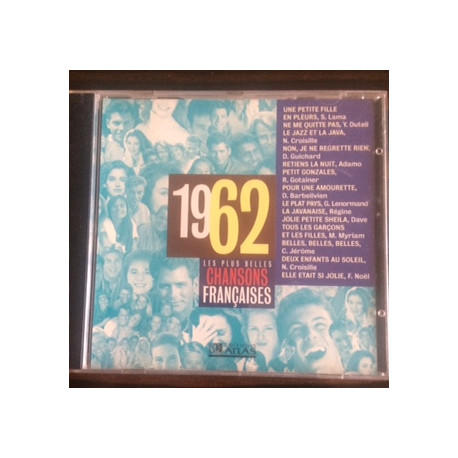 UNE PETITE FILLE
EN PLEURS, S. Lama
NE ME QUITTE PAS, Y. Duteil
LE JAZZ ET LA JAVA,
N. Croisille
NON, JE NE REGRETTE RIEN,
D. Guichard
RETIENS LA NUIT, Adamo
PETIT GONZALES,
R. Gotainer
POUR UNE AMOURETTE,
D. Barbelivien
LE PLAT PAYS, G. Lenormand
LA JAVANAISE, Régine
JOLIE PETITE SHEILA, Dave
TOUS LES GARÇONS
ET LES FILLES, M. Myriam
BELLES, BELLES, BELLES,
C. Jérôme
DEUX ENFANTS AU SOLEIL,
N. Croisille
ELLE ETAIT SI JOLIE, F. Noël
1962
LES PLUS BELLES
CHANSONS
FRANÇAISES
ATLAS